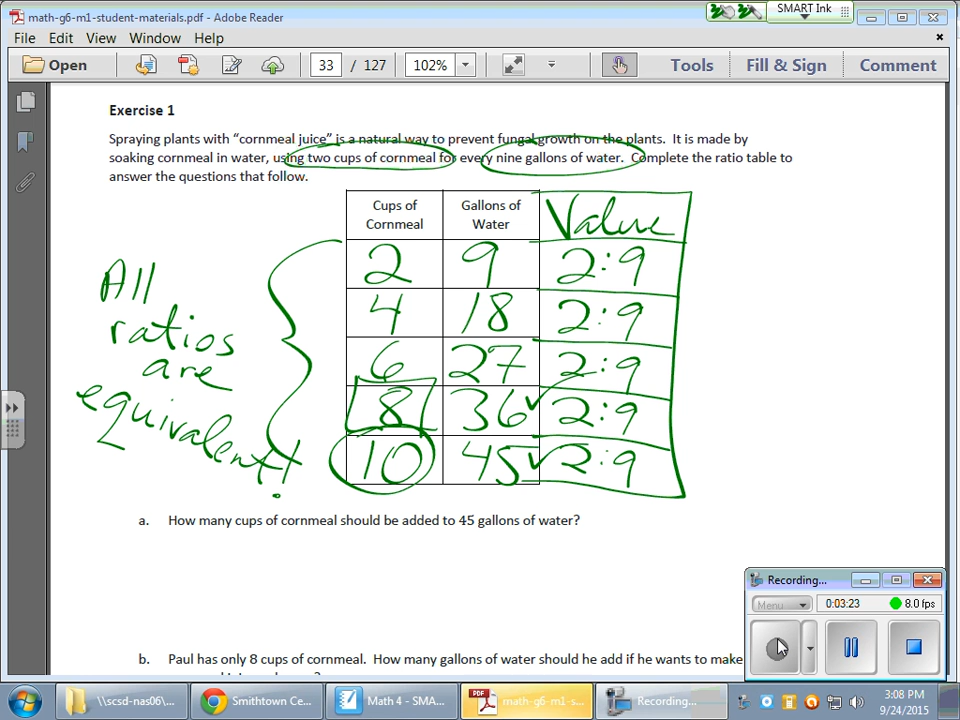 math-g6-m1-student-materials.pdf - Adobe Reader
SMART Ink
File Edit View Window Help
Open 33 / 127 102% Tools Fill & Sign Comment
Exercise 1
Spraying plants with “cornmeal juice” is a natural way to prevent fungal growth on the plants. It is made by
soaking cornmeal in water, using two cups of cornmeal for every nine gallons of water. Complete the ratio table to
answer the questions that follow.
Cups of Cornmeal Gallons of Water Value
2 9 2:9
4 18 2:9
6 27 2:9
8 36 2:9
10 45 2:9
All
ratios
are
equivalent!
a. How many cups of cornmeal should be added to 45 gallons of water?
b. Paul has only 8 cups of cornmeal. How many gallons of water should he add if he wants to make
Recording...
Menu 0:03:23 8.0 fps
\\scsd-nas06\... Smithtown Ce... Math 4 - SMA... math-g6-m1-s... Recording...
3:08 PM
9/24/2015